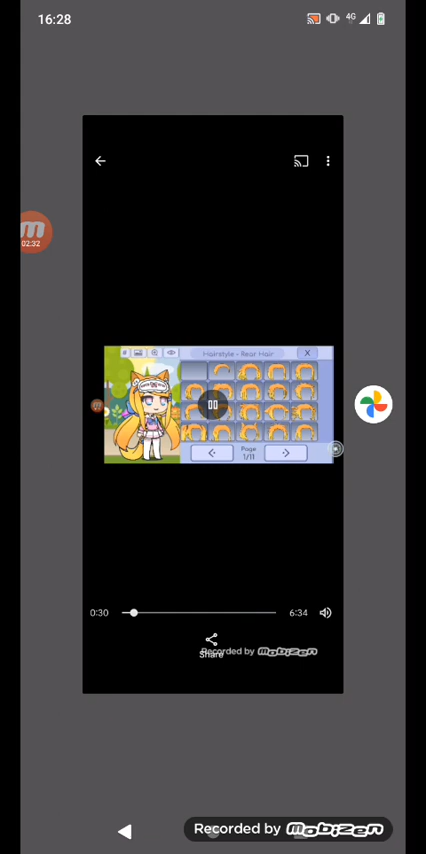 16:28
4G
02:32
Hairstyle - Rear Hair
X
Page
1/11
0:30
6:34
Share
Recorded by Mobizen
Recorded by Mobizen